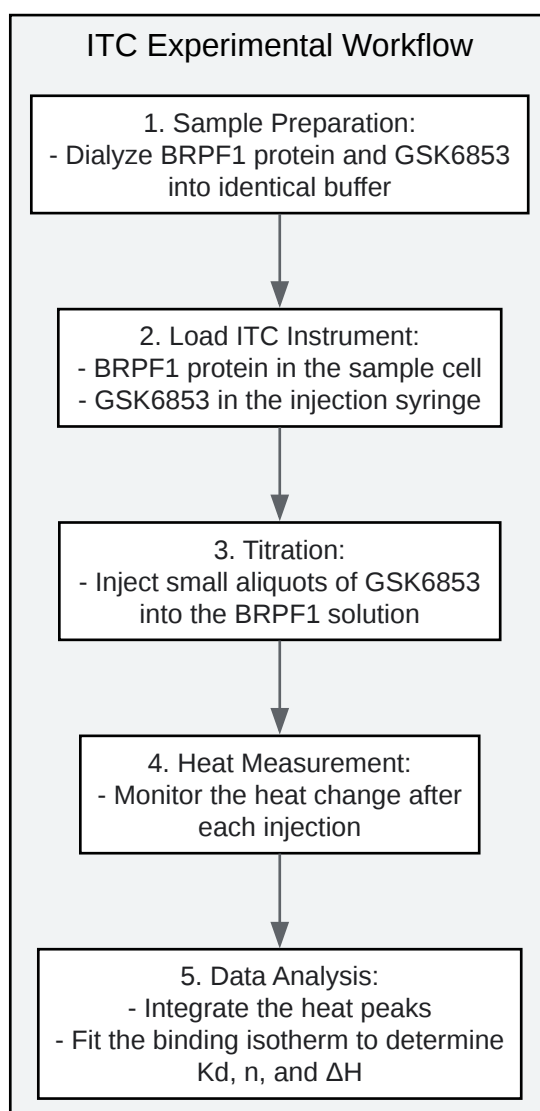 ITC Experimental Workflow
1. Sample Preparation:
- Dialyze BRPF1 protein and GSK6853
into identical buffer
2. Load ITC Instrument:
- BRPF1 protein in the sample cell
- GSK6853 in the injection syringe
3. Titration:
- Inject small aliquots of GSK6853
into the BRPF1 solution
4. Heat Measurement:
- Monitor the heat change after
each injection
5. Data Analysis:
- Integrate the heat peaks
- Fit the binding isotherm to determine
Kd, n, and ΔH